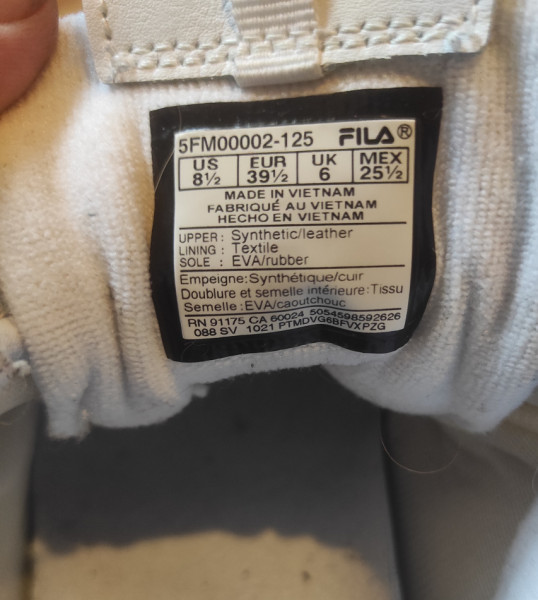 5FM00002-125 FILA®
US EUR UK MEX
8½ 39½ 6 25½
MADE IN VIETNAM
FABRIQUÉ AU VIETNAM
HECHO EN VIETNAM
UPPER : Synthetic/leather
LINING : Textile
SOLE : EVA/rubber
Empeigne:Synthétique/cuir
Doublure et semelle intérieure:Tissu
Semelle:EVA/caoutchouc
RN 91175 CA 60024 5054598592626
088 SV 1021 PTMDVG6BFVXPZG